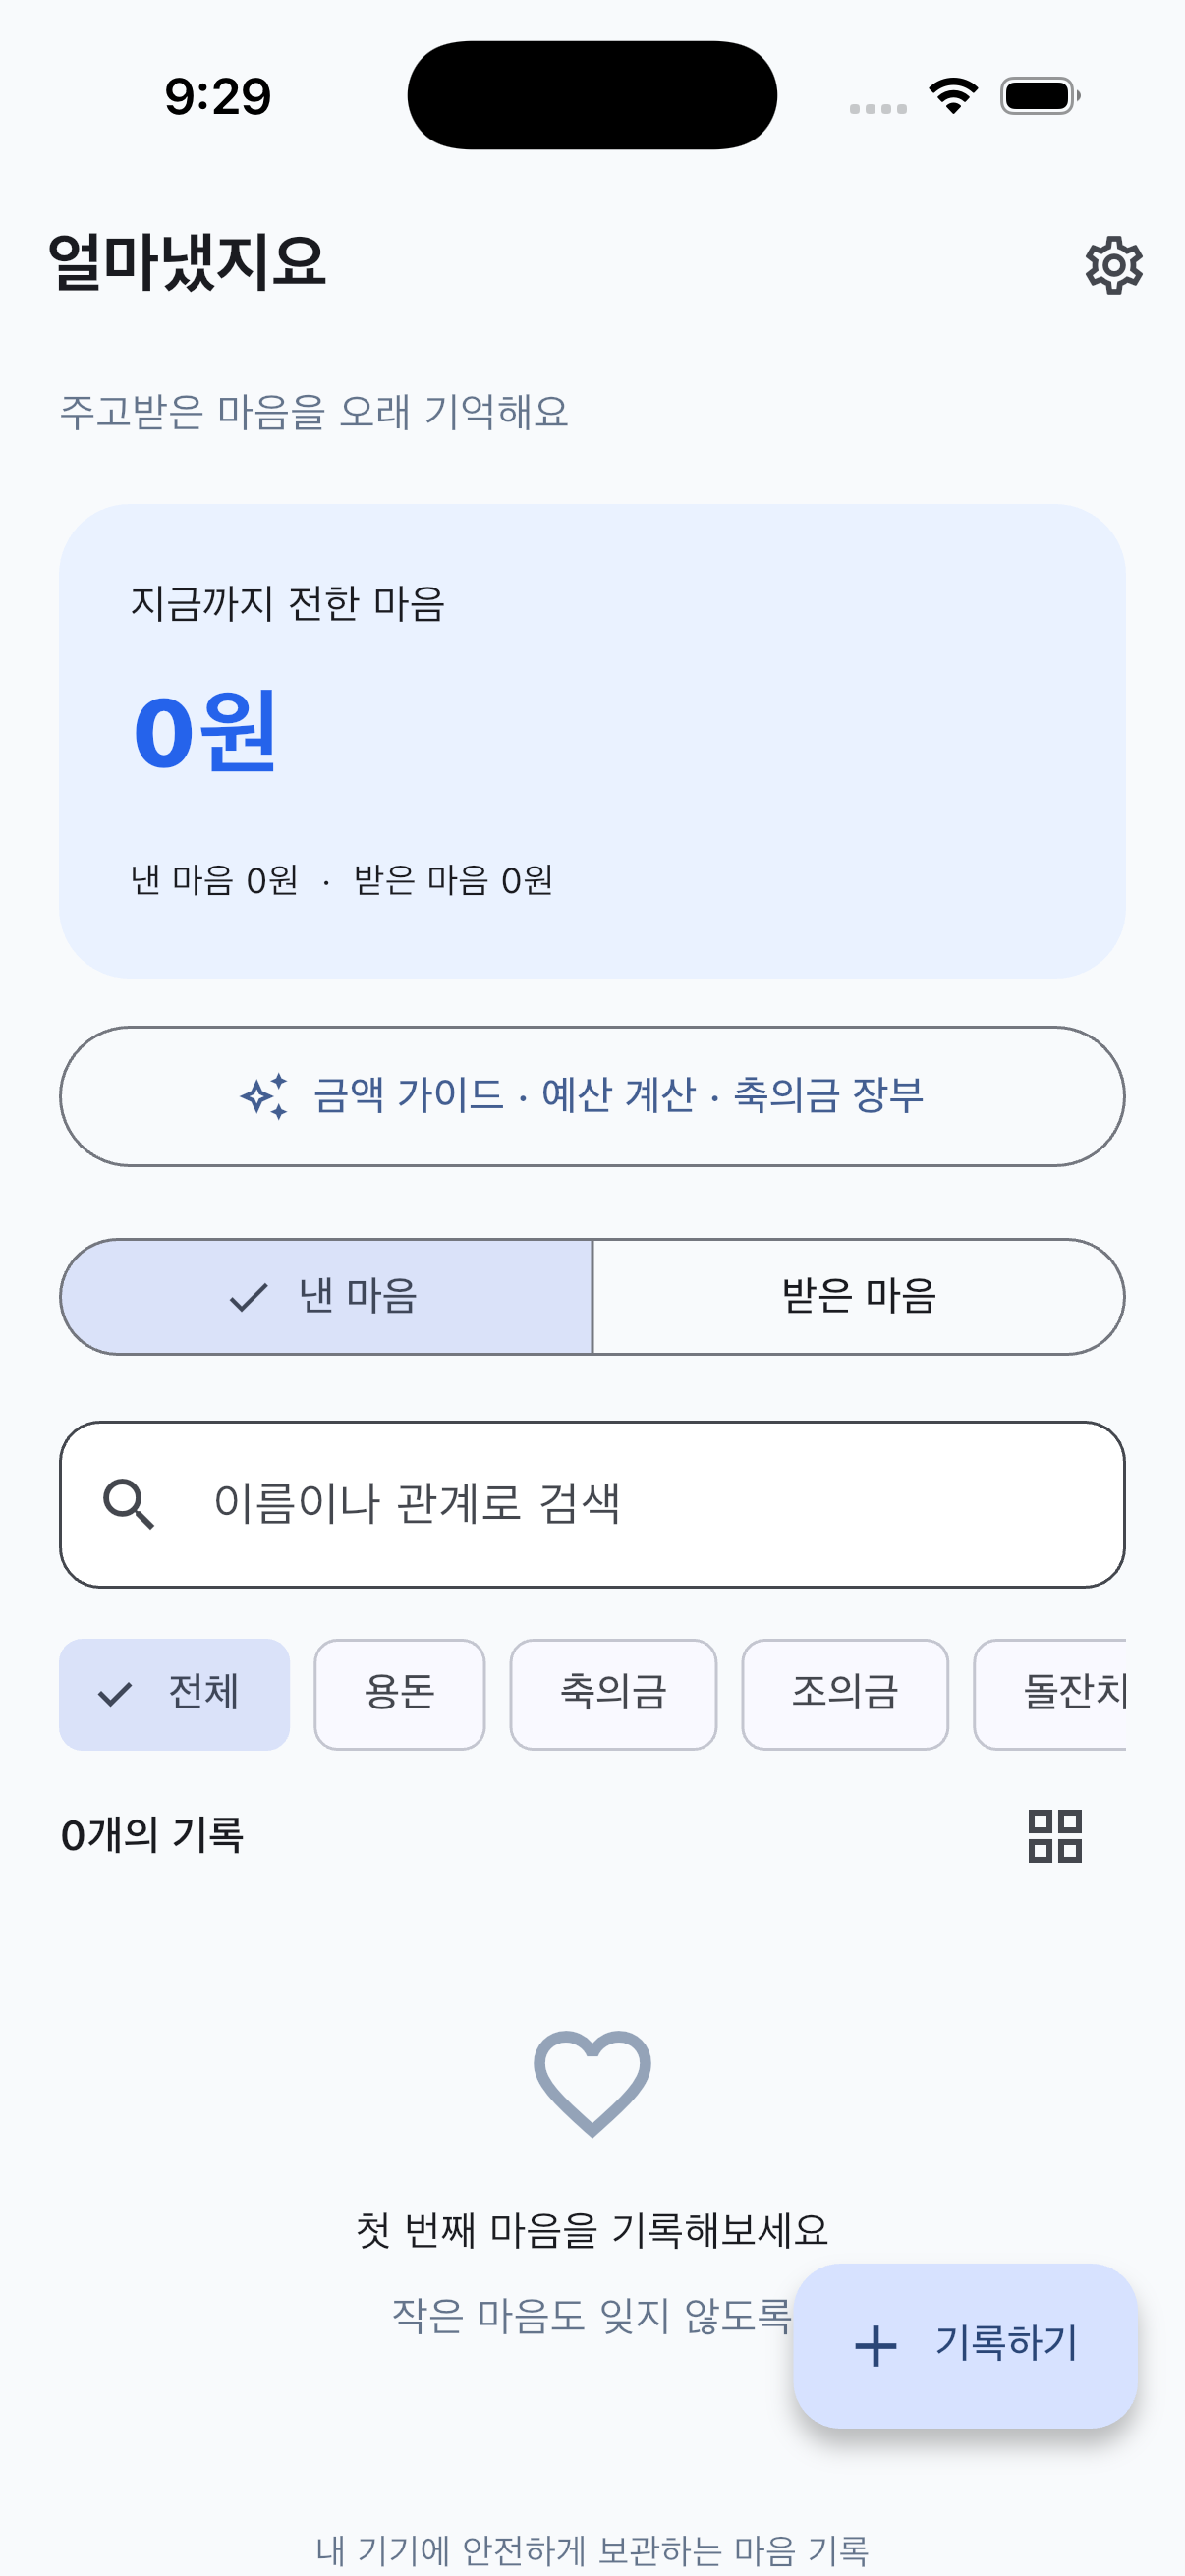 9:29
얼마냈지요
주고받은 마음을 오래 기억해요
지금까지 전한 마음
0원
낸 마음 0원 · 받은 마음 0원
금액 가이드 · 예산 계산 · 축의금 장부
낸 마음 받은 마음
이름이나 관계로 검색
전체 용돈 축의금 조의금 돌잔치
0개의 기록
첫 번째 마음을 기록해보세요
작은 마음도 잊지 않도록
기록하기
내 기기에 안전하게 보관하는 마음 기록